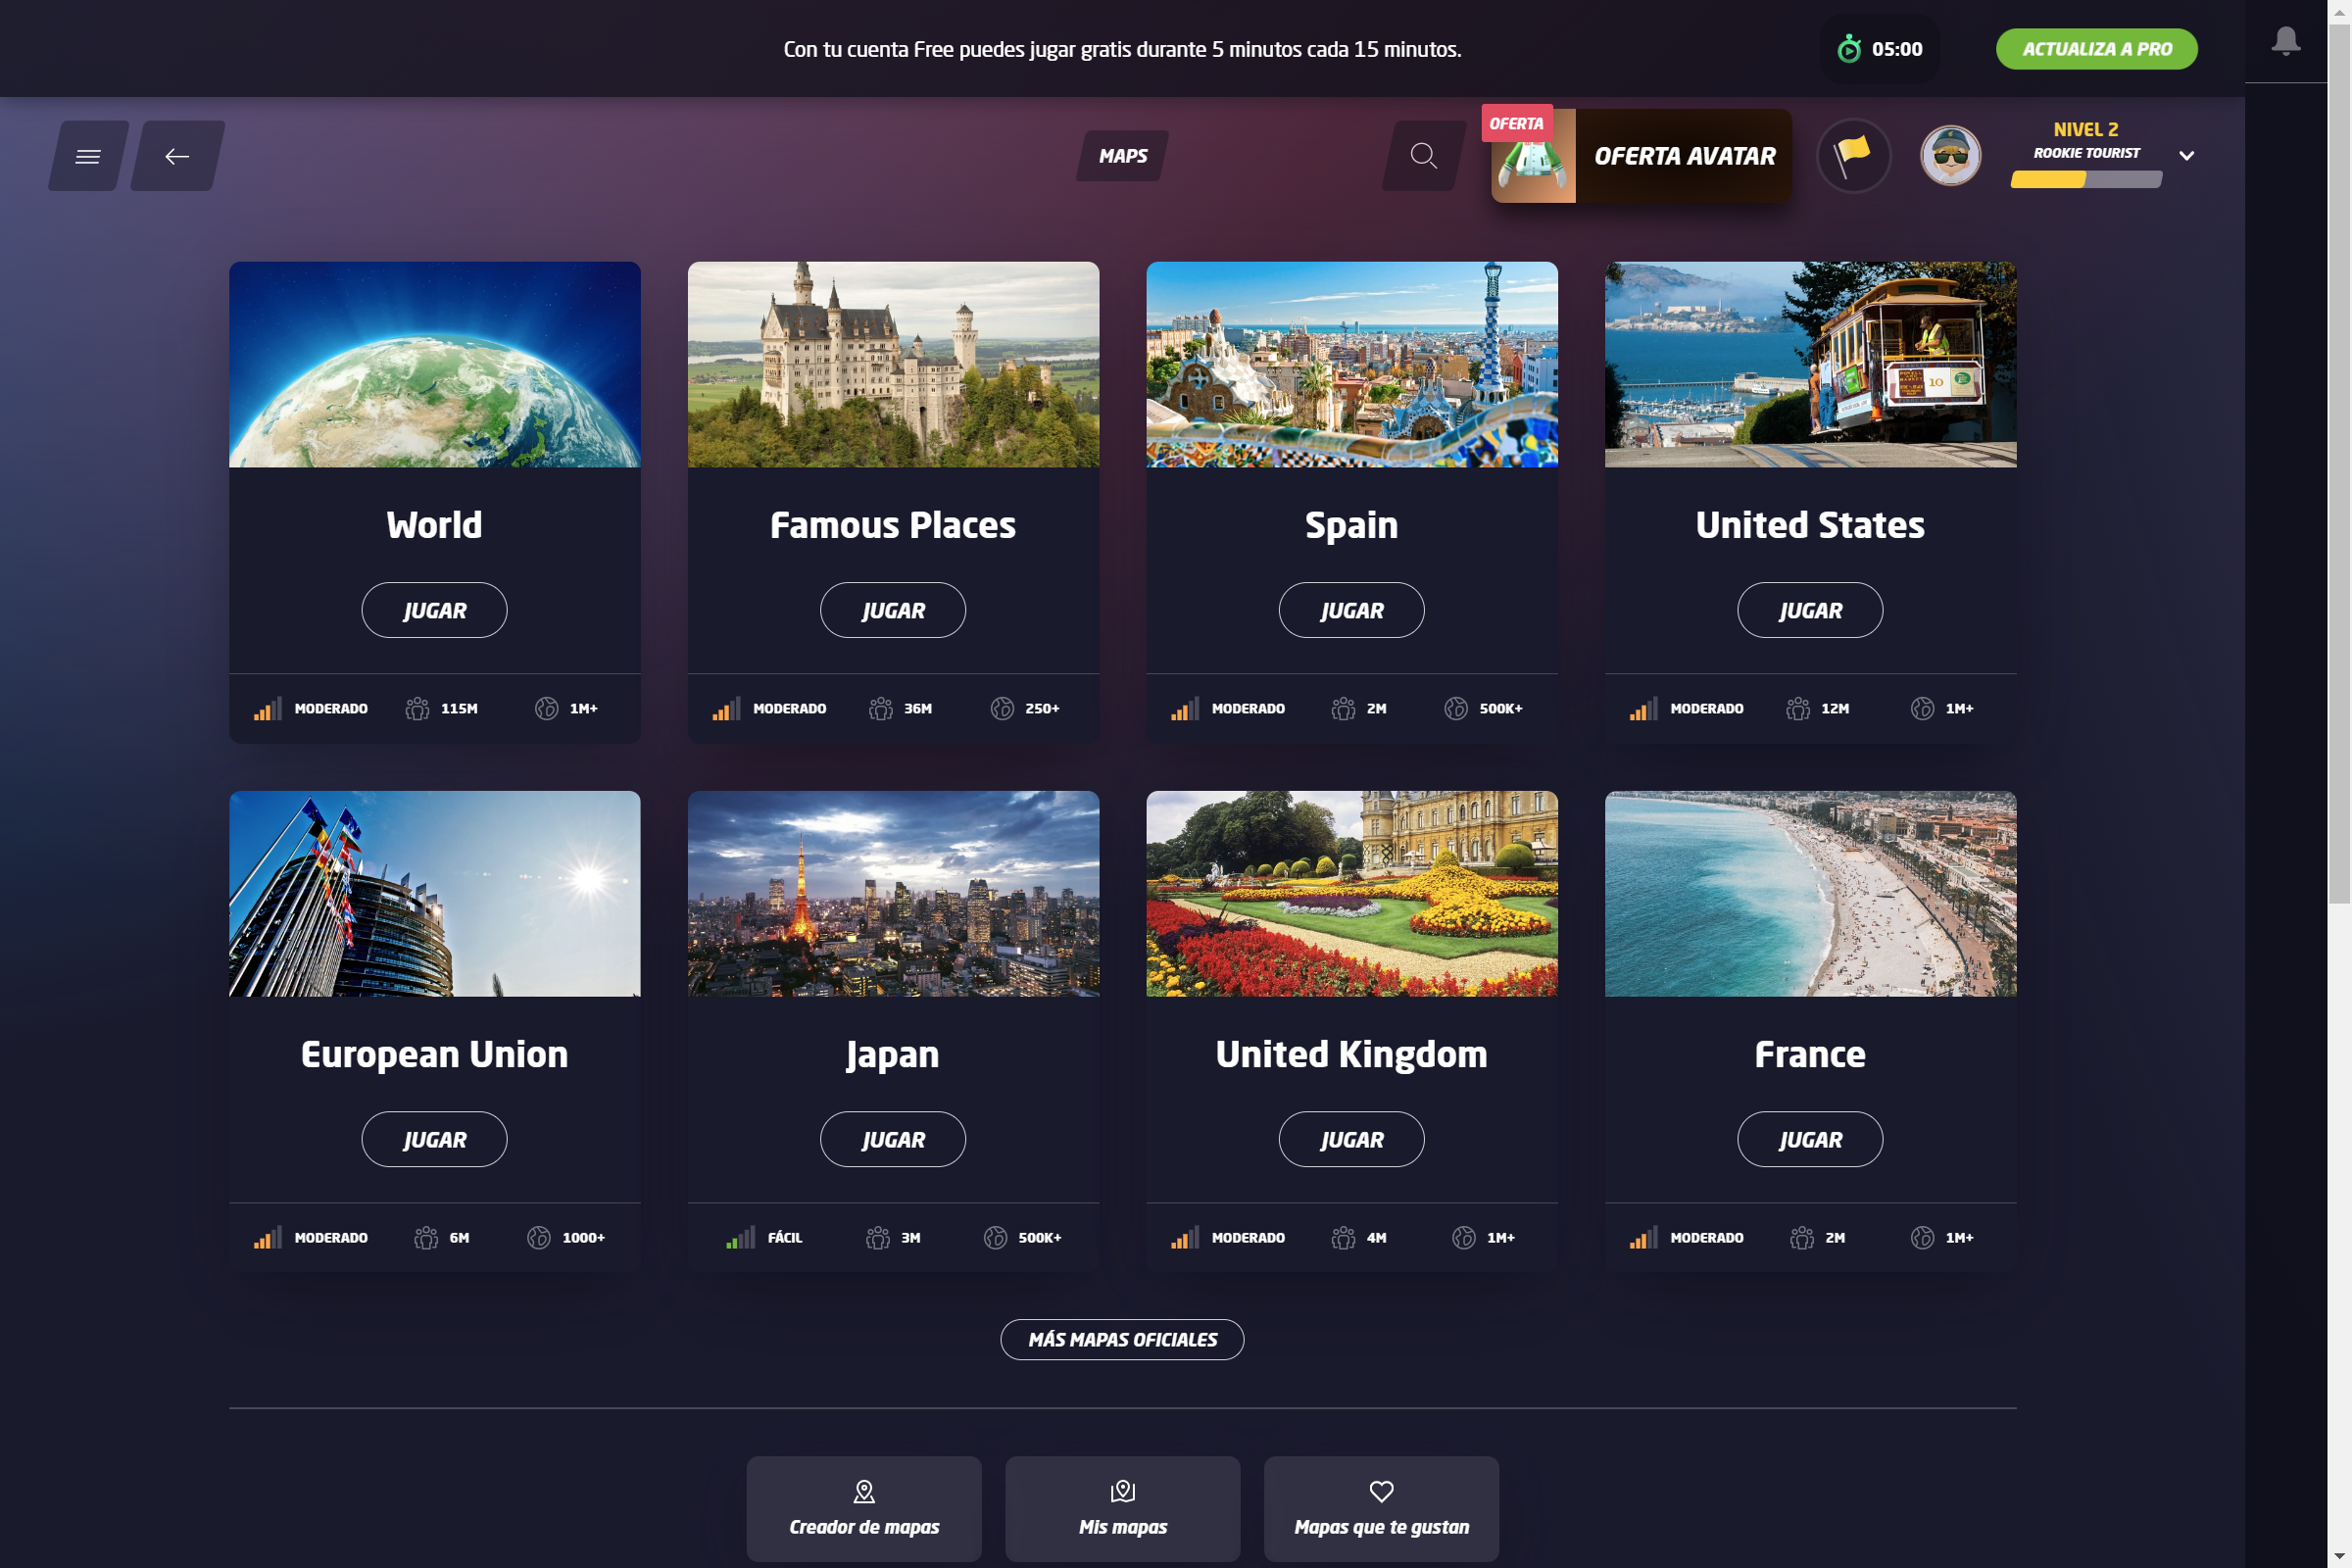 Con tu cuenta Free puedes jugar gratis durante 5 minutos cada 15 minutos.
05:00
ACTUALIZA A PRO
MAPS
OFERTA
OFERTA AVATAR
NIVEL 2
ROOKIE TOURIST
World
JUGAR
MODERADO 115M 1M+
Famous Places
JUGAR
MODERADO 36M 250+
Spain
JUGAR
MODERADO 2M 500K+
10
United States
JUGAR
MODERADO 12M 1M+
European Union
JUGAR
MODERADO 6M 1000+
Japan
JUGAR
FÁCIL 3M 500K+
United Kingdom
JUGAR
MODERADO 4M 1M+
France
JUGAR
MODERADO 2M 1M+
MÁS MAPAS OFICIALES
Creador de mapas
Mis mapas
Mapas que te gustan